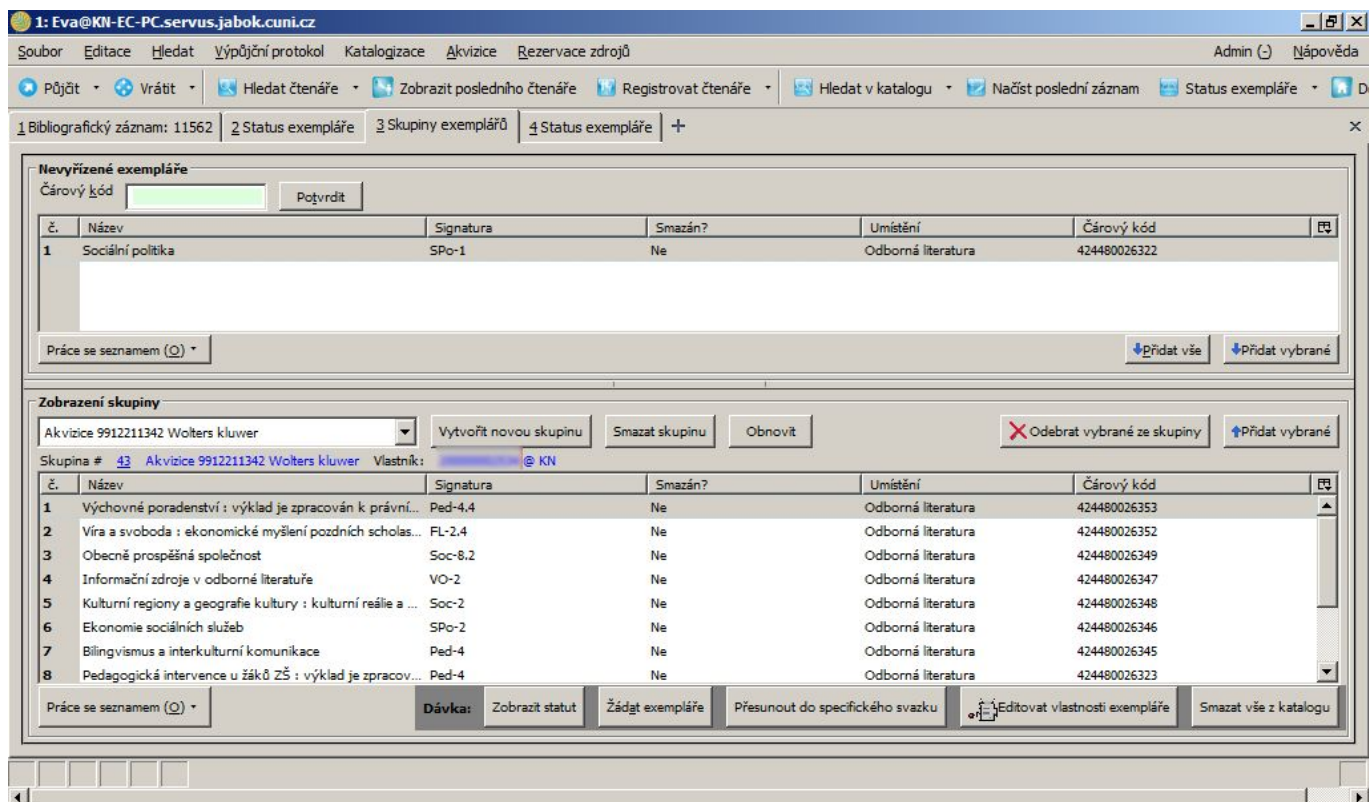 1: Eva@KN-EC-PC.servus.jabok.cuni.cz
Soubor Editace Hledat Výpůjční protokol Katalogizace Akvizice Rezervace zdrojů Admin (-) Nápověda
Půjčit Vrátit Hledat čtenáře Zobrazit posledního čtenáře Registrovat čtenáře Hledat v katalogu Načíst poslední záznam Status exempláře
1 Bibliografický záznam: 11562 2 Status exempláře 3 Skupiny exemplářů 4 Status exempláře
Nevyřízené exempláře
Čárový kód Potvrdit
č. Název Signatura Smazán? Umístění Čárový kód
1 Sociální politika SPo-1 Ne Odborná literatura 424480026322
Práce se seznamem (O) Přidat vše Přidat vybrané
Zobrazení skupiny
Akvizice 9912211342 Wolters kluwer Vytvořit novou skupinu Smazat skupinu Obnovit Odebrat vybrané ze skupiny Přidat vybrané
Skupina # 43 Akvizice 9912211342 Wolters kluwer Vlastník: @ KN
č. Název Signatura Smazán? Umístění Čárový kód
1 Výchovné poradenství : výklad je zpracován k právní... Ped-4.4 Ne Odborná literatura 424480026353
2 Víra a svoboda : ekonomické myšlení pozdních scholas... FL-2.4 Ne Odborná literatura 424480026352
3 Obecně prospěšná společnost Soc-8.2 Ne Odborná literatura 424480026349
4 Informační zdroje v odborné literatuře VO-2 Ne Odborná literatura 424480026347
5 Kulturní regiony a geografie kultury : kulturní reálie a ... Soc-2 Ne Odborná literatura 424480026348
6 Ekonomie sociálních služeb SPo-2 Ne Odborná literatura 424480026346
7 Bilingvismus a interkulturní komunikace Ped-4 Ne Odborná literatura 424480026345
8 Pedagogická intervence u žáků ZŠ : výklad je zpracov... Ped-4 Ne Odborná literatura 424480026323
Práce se seznamem (O) Dávka: Zobrazit statut Žádat exempláře Přesunout do specifického svazku Editovat vlastnosti exempláře Smazat vše z katalogu